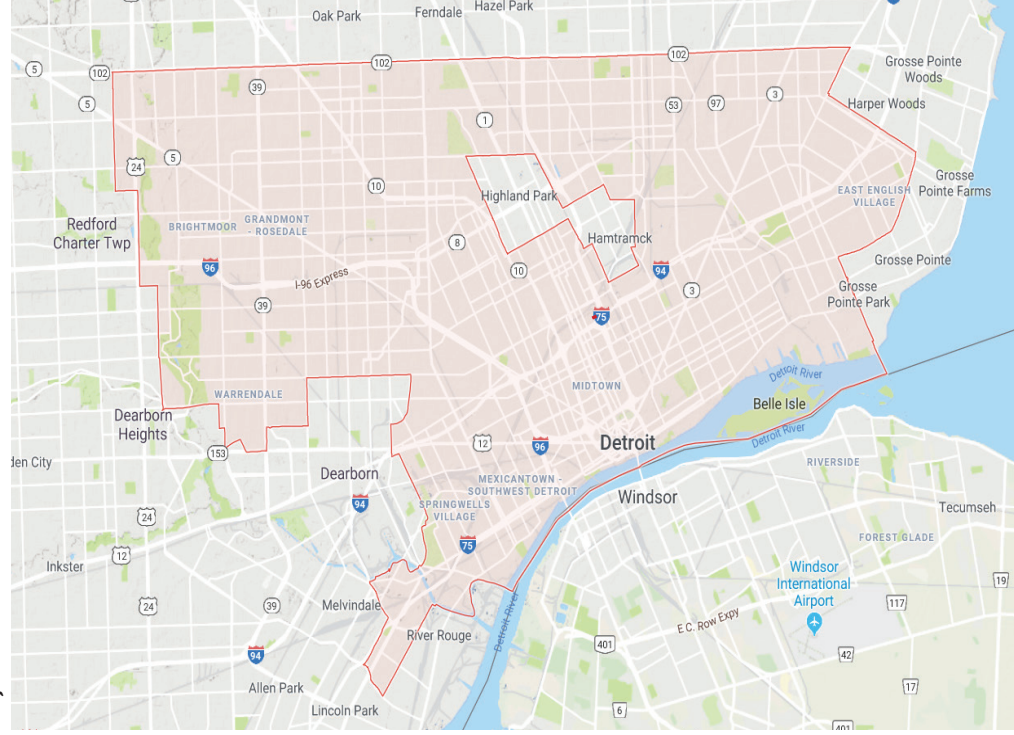 Oak Park
Ferndale
Hazel Park
Grosse Pointe
Woods
5
102
102
102
39
5
53
97
3
Harper Woods
1
5
24
10
Grosse
Pointe Farms
EAST ENGLISH
VILLAGE
Highland Park
Redford
Charter Twp
BRIGHTMOOR
GRANDMONT
- ROSEDALE
8
Hamtramck
96
I-96 Express
10
94
Grosse Pointe
39
3
Grosse
Pointe Park
75
Detroit River
WARRENDALE
MIDTOWN
Belle Isle
Dearborn
Heights
12
96
Detroit
Detroit River
153
den City
Dearborn
MEXICANTOWN -
SOUTHWEST DETROIT
RIVERSIDE
94
SPRINGWELLS
VILLAGE
Windsor
Tecumseh
24
75
FOREST GLADE
12
Inkster
Windsor
International
Airport
19
24
39
Melvindale
117
Detroit River
River Rouge
E C. Row Expy
401
94
42
Allen Park
17
Lincoln Park
6
401